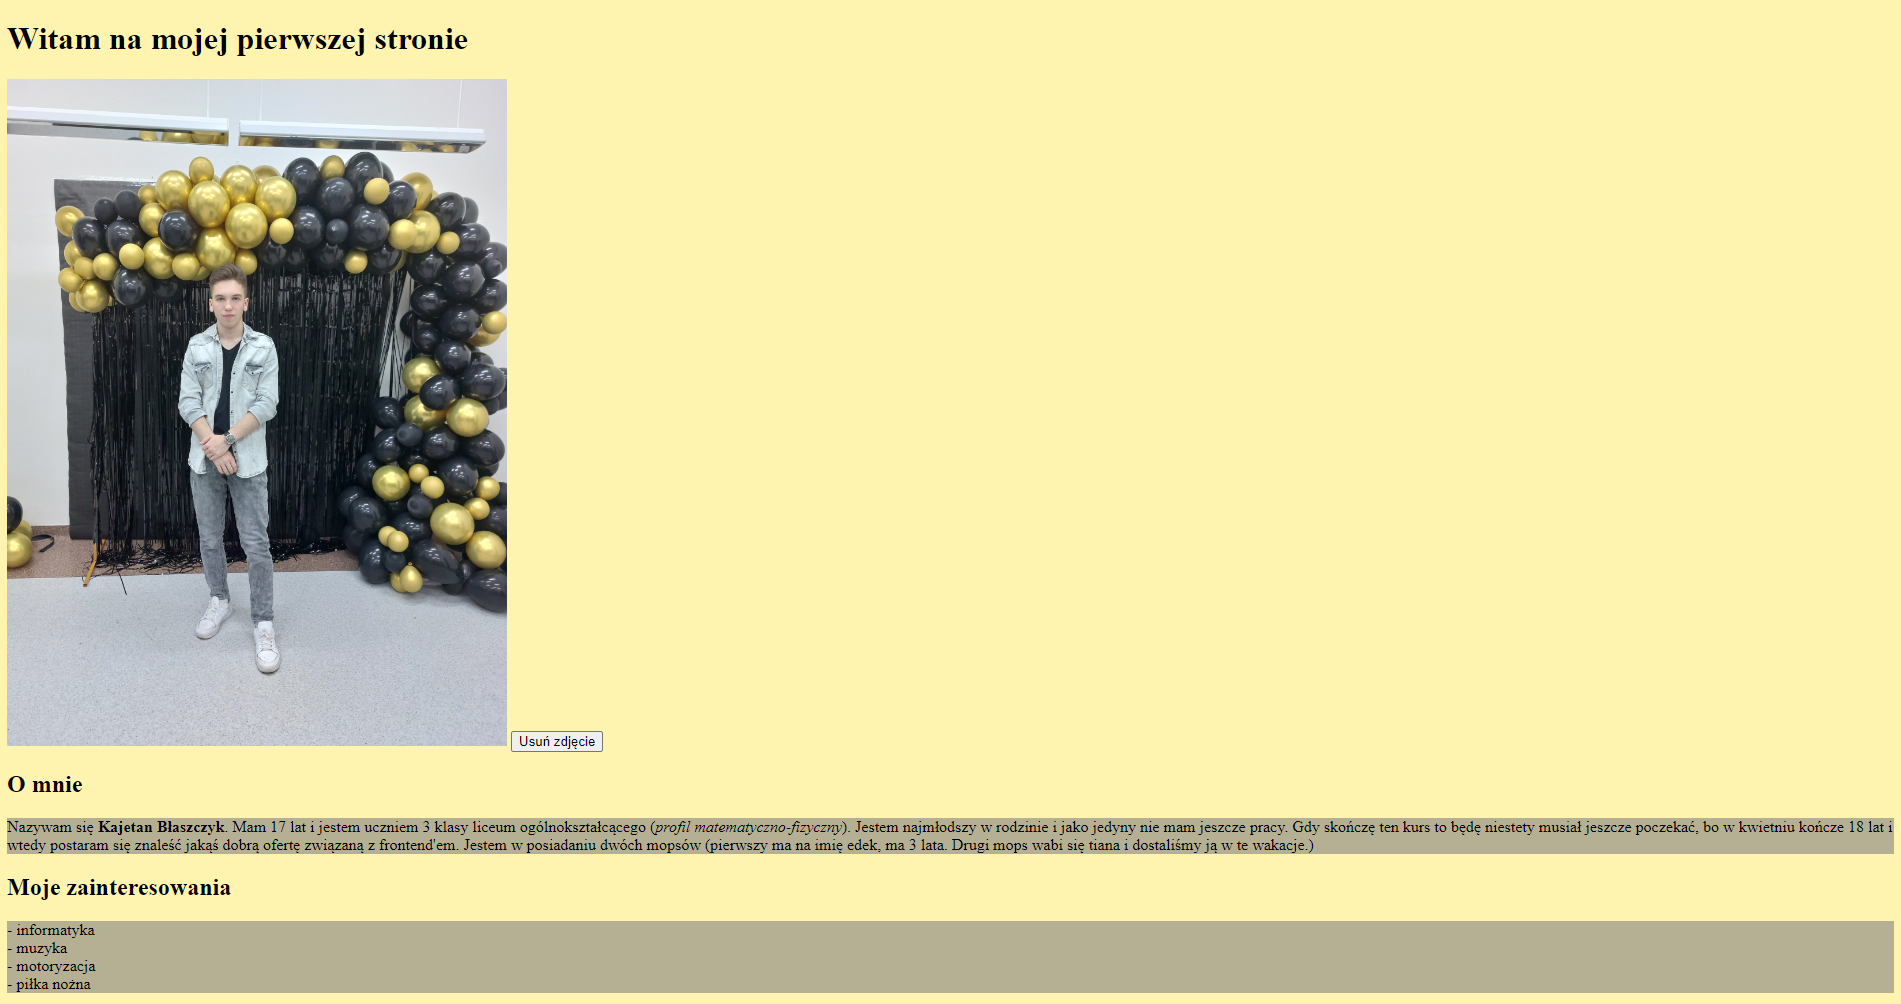 Witam na mojej pierwszej stronie
Usuń zdjęcie
O mnie
Nazywam się Kajetan Błaszczyk. Mam 17 lat i jestem uczniem 3 klasy liceum ogólnokształcącego (profil matematyczno-fizyczny). Jestem najmłodszy w rodzinie i jako jedyny nie mam jeszcze pracy. Gdy skończę ten kurs to będę niestety musiał jeszcze poczekać, bo w kwietniu kończe 18 lat i
wtedy postaram się znaleść jakąś dobrą ofertę związaną z frontend'em. Jestem w posiadaniu dwóch mopsów (pierwszy ma na imię edek, ma 3 lata. Drugi mops wabi się tiana i dostaliśmy ją w te wakacje.)
Moje zainteresowania
- informatyka
- muzyka
- motoryzacja
- piłka nożna